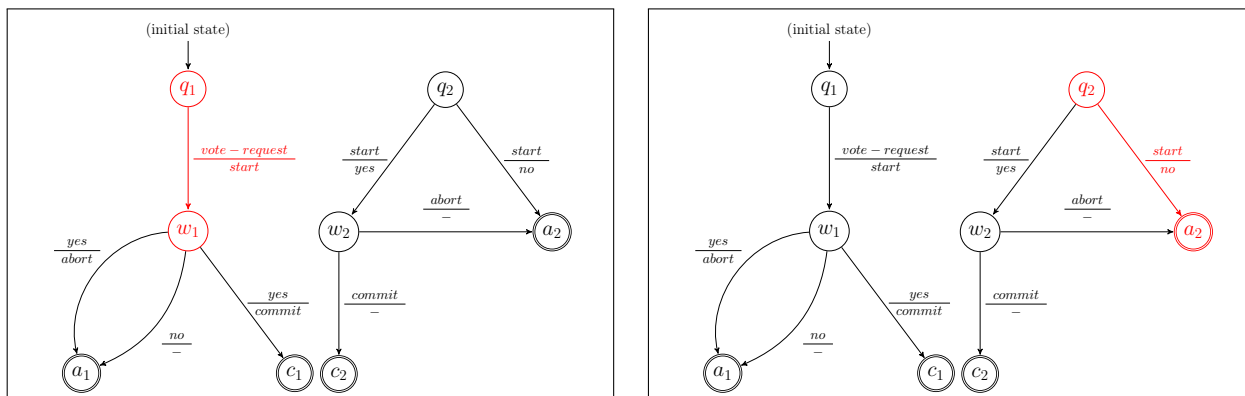 (initial state)
q1
q2
vote − request
start
start
yes
start
no
abort
−
w1
w2
a2
yes
abort
yes
commit
commit
−
no
−
a1
c1
c2
(initial state)
q1
q2
vote − request
start
start
yes
start
no
abort
−
w1
w2
a2
yes
abort
yes
commit
commit
−
no
−
a1
c1
c2